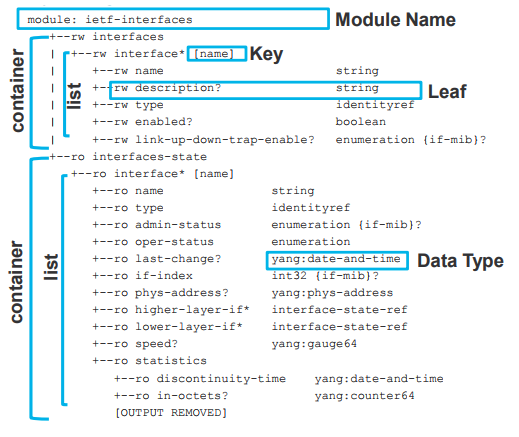 module: ietf-interfaces Module Name
+--rw interfaces
| +--rw interface* [name] Key
| +--rw name string
| +--rw description? string Leaf
| +--rw type identityref
| +--rw enabled? boolean
| +--rw link-up-down-trap-enable? enumeration {if-mib}?
container
list
+--ro interfaces-state
+--ro interface* [name]
+--ro name string
+--ro type identityref
+--ro admin-status enumeration {if-mib}?
+--ro oper-status enumeration
+--ro last-change? yang:date-and-time Data Type
+--ro if-index int32 {if-mib}?
+--ro phys-address? yang:phys-address
+--ro higher-layer-if* interface-state-ref
+--ro lower-layer-if* interface-state-ref
+--ro speed? yang:gauge64
+--ro statistics
+--ro discontinuity-time yang:date-and-time
+--ro in-octets? yang:counter64
[OUTPUT REMOVED]
container
list